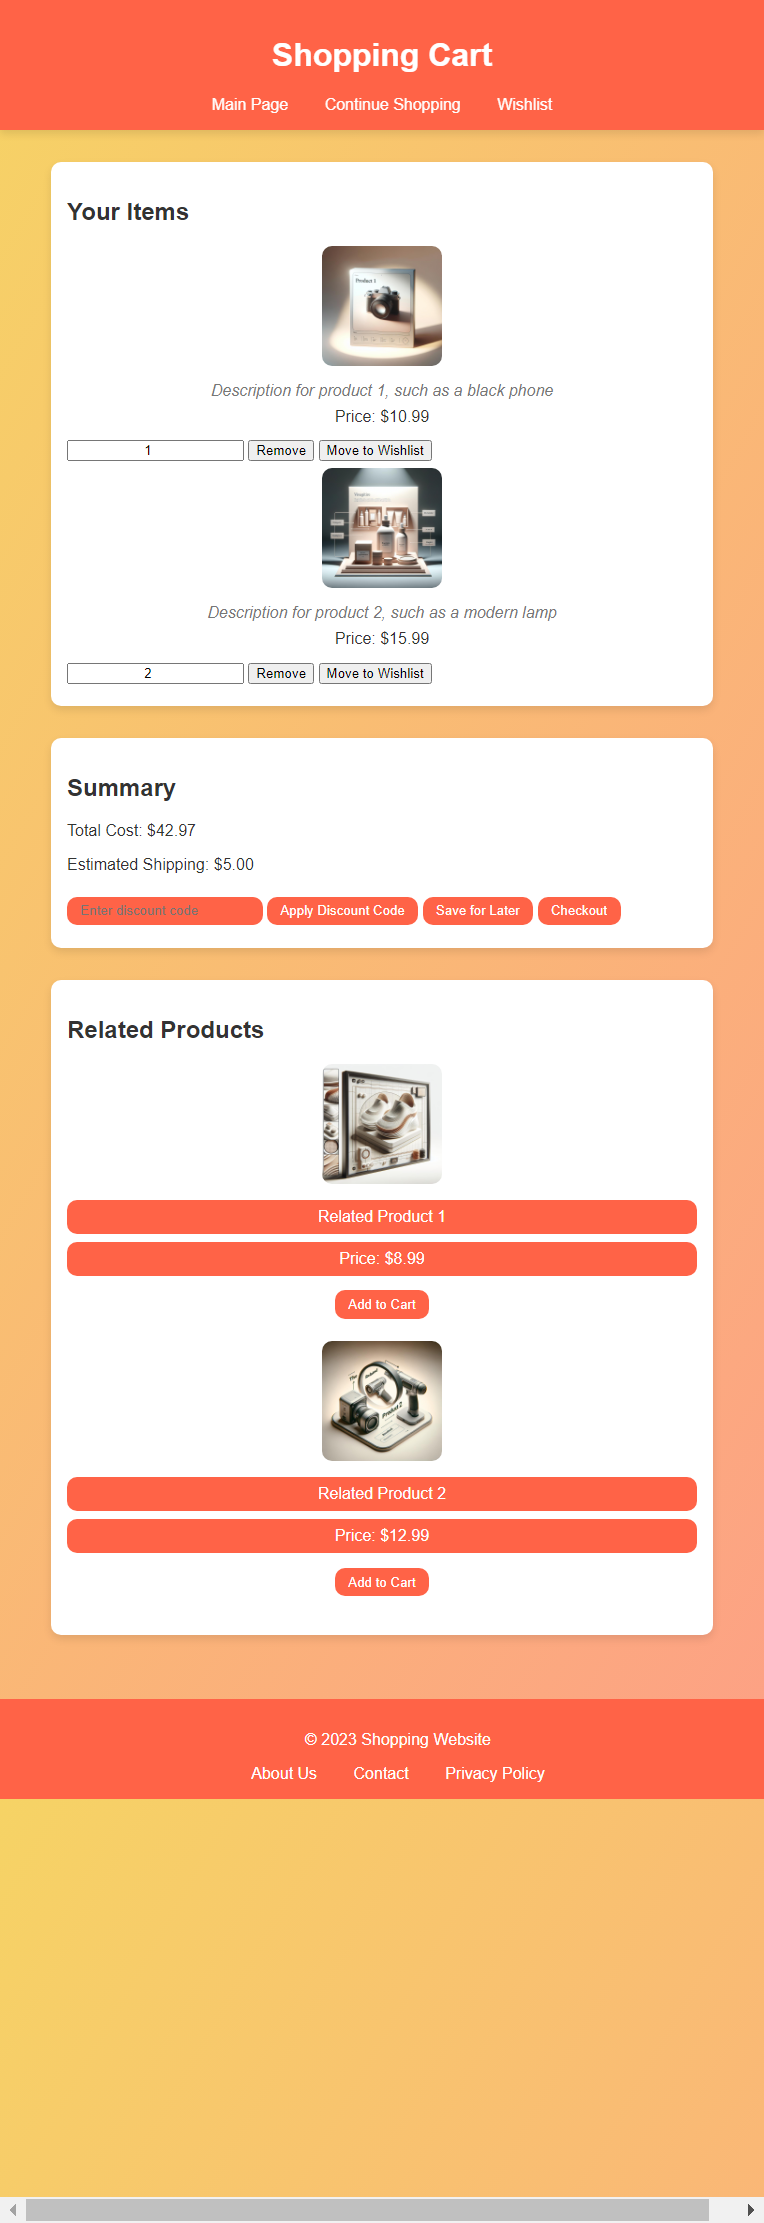 Shopping Cart
Main Page Continue Shopping Wishlist
Your Items
Product 1
Description for product 1, such as a black phone
Price: $10.99
1 Remove Move to Wishlist
Description for product 2, such as a modern lamp
Price: $15.99
2 Remove Move to Wishlist
Summary
Total Cost: $42.97
Estimated Shipping: $5.00
Enter discount code Apply Discount Code Save for Later Checkout
Related Products
Related Product 1
Price: $8.99
Add to Cart
Related Product 2
Price: $12.99
Add to Cart
© 2023 Shopping Website
About Us Contact Privacy Policy